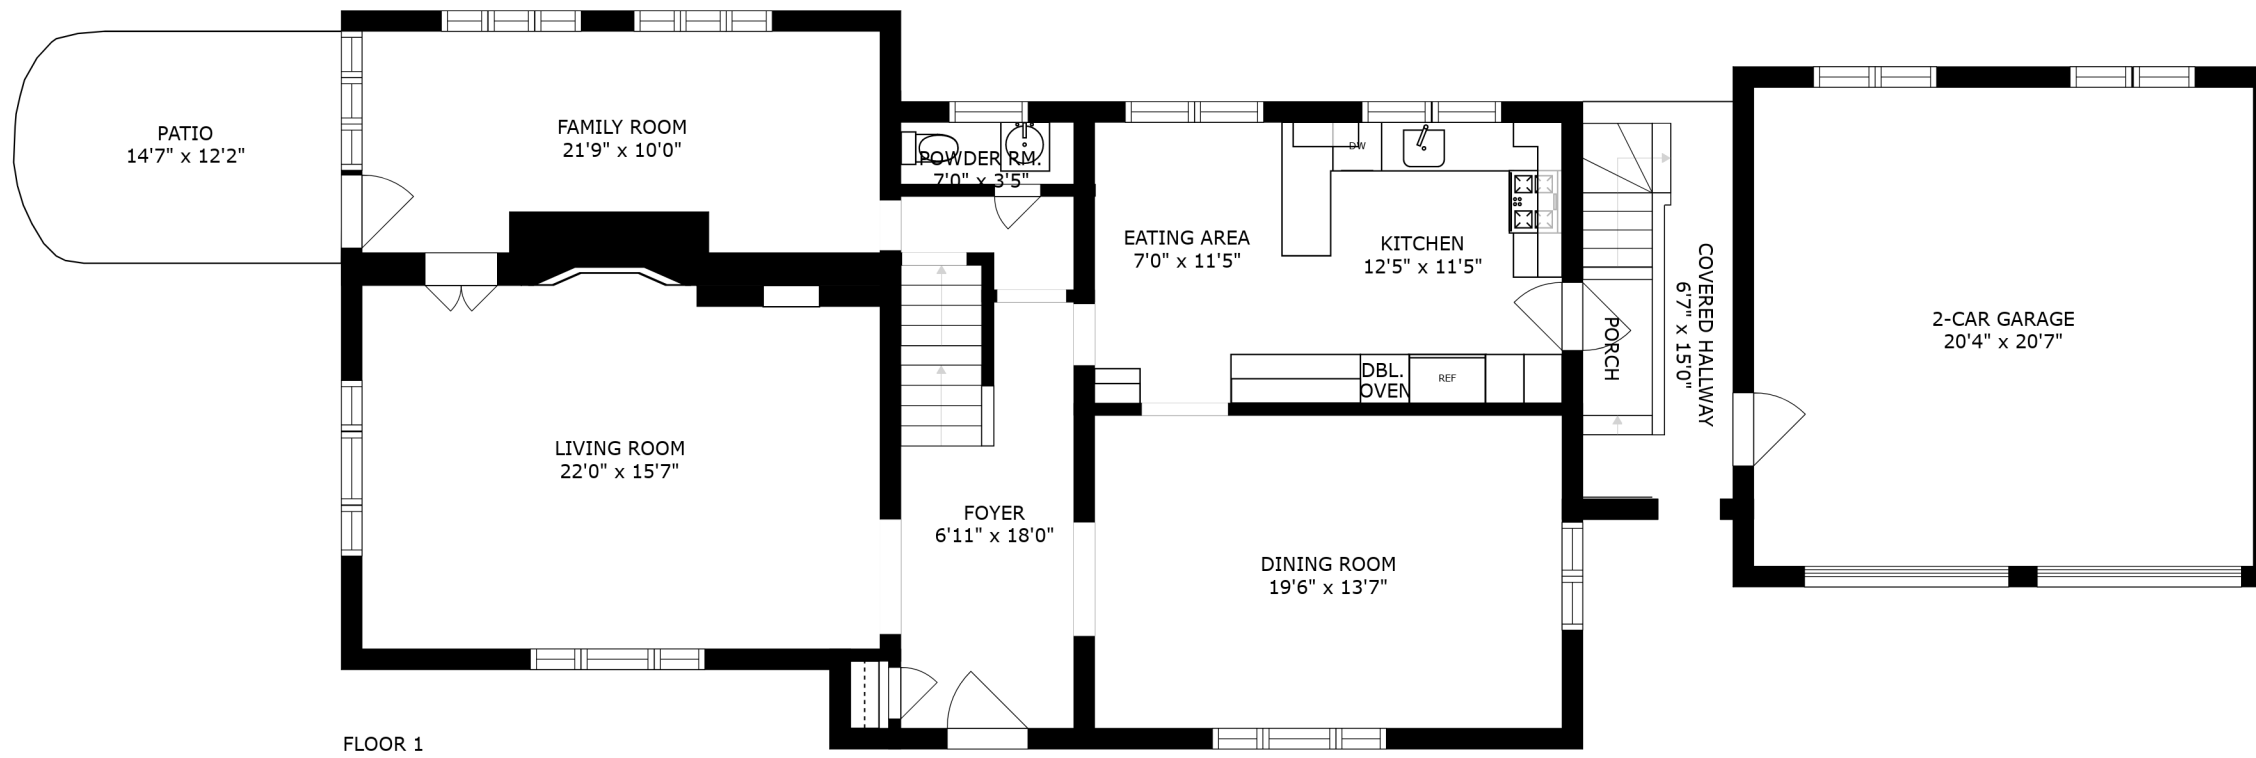 PATIO
14'7" x 12'2"
FAMILY ROOM
21'9" x 10'0"
POWDER RM.
7'0" x 3'5"
EATING AREA
7'0" x 11'5"
DW
KITCHEN
12'5" x 11'5"
DBL.
OVEN
REF
PORCH
COVERED HALLWAY
6'7" x 15'0"
2-CAR GARAGE
20'4" x 20'7"
LIVING ROOM
22'0" x 15'7"
FOYER
6'11" x 18'0"
DINING ROOM
19'6" x 13'7"
FLOOR 1